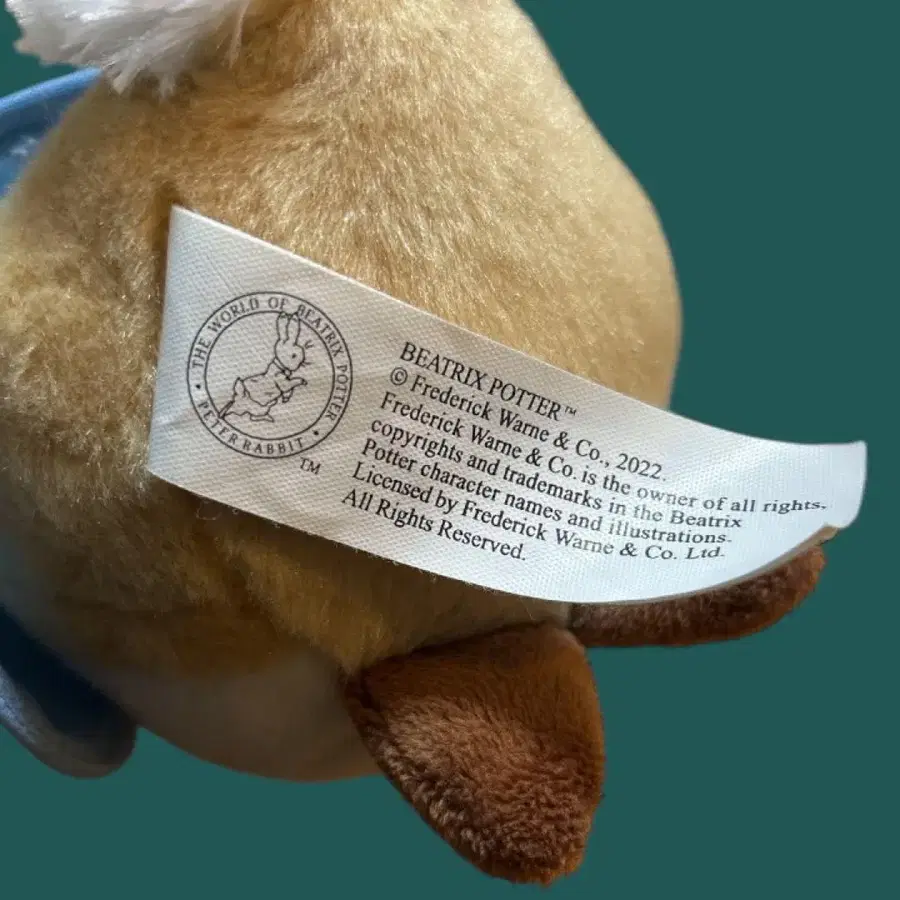 • THE WORLD OF BEATRIX POTTER •
PETER RABBIT
TM
BEATRIX POTTER™
© Frederick Warne & Co., 2022.
Frederick Warne & Co. is the owner of all rights,
copyrights and trademarks in the Beatrix
Potter character names and illustrations.
Licensed by Frederick Warne & Co. Ltd.
All Rights Reserved.